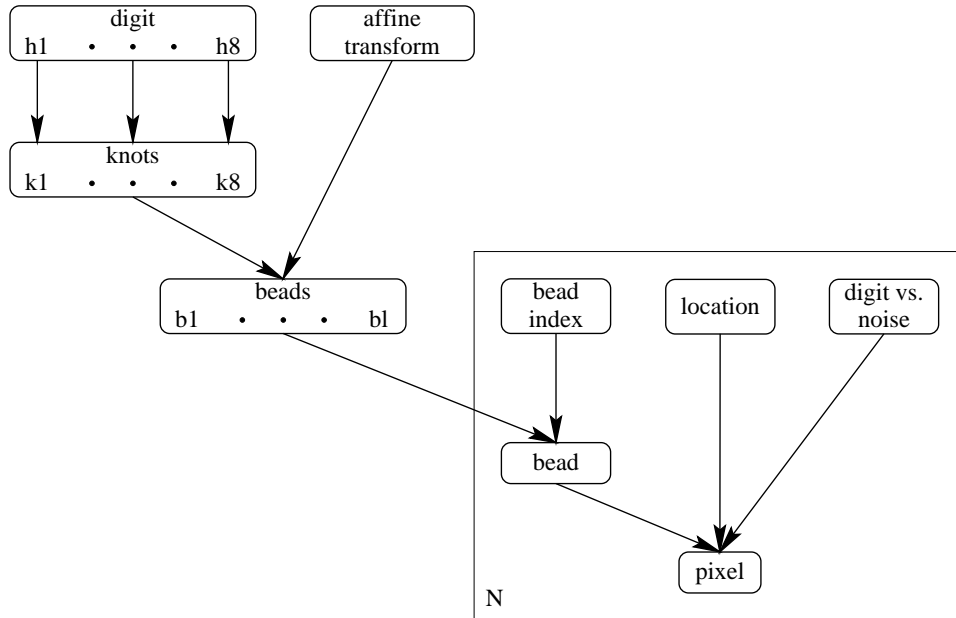 digit
h1 • • • h8
affine
transform
knots
k1 • • • k8
beads
b1 • • • bl
bead
index
location
digit vs.
noise
bead
pixel
N